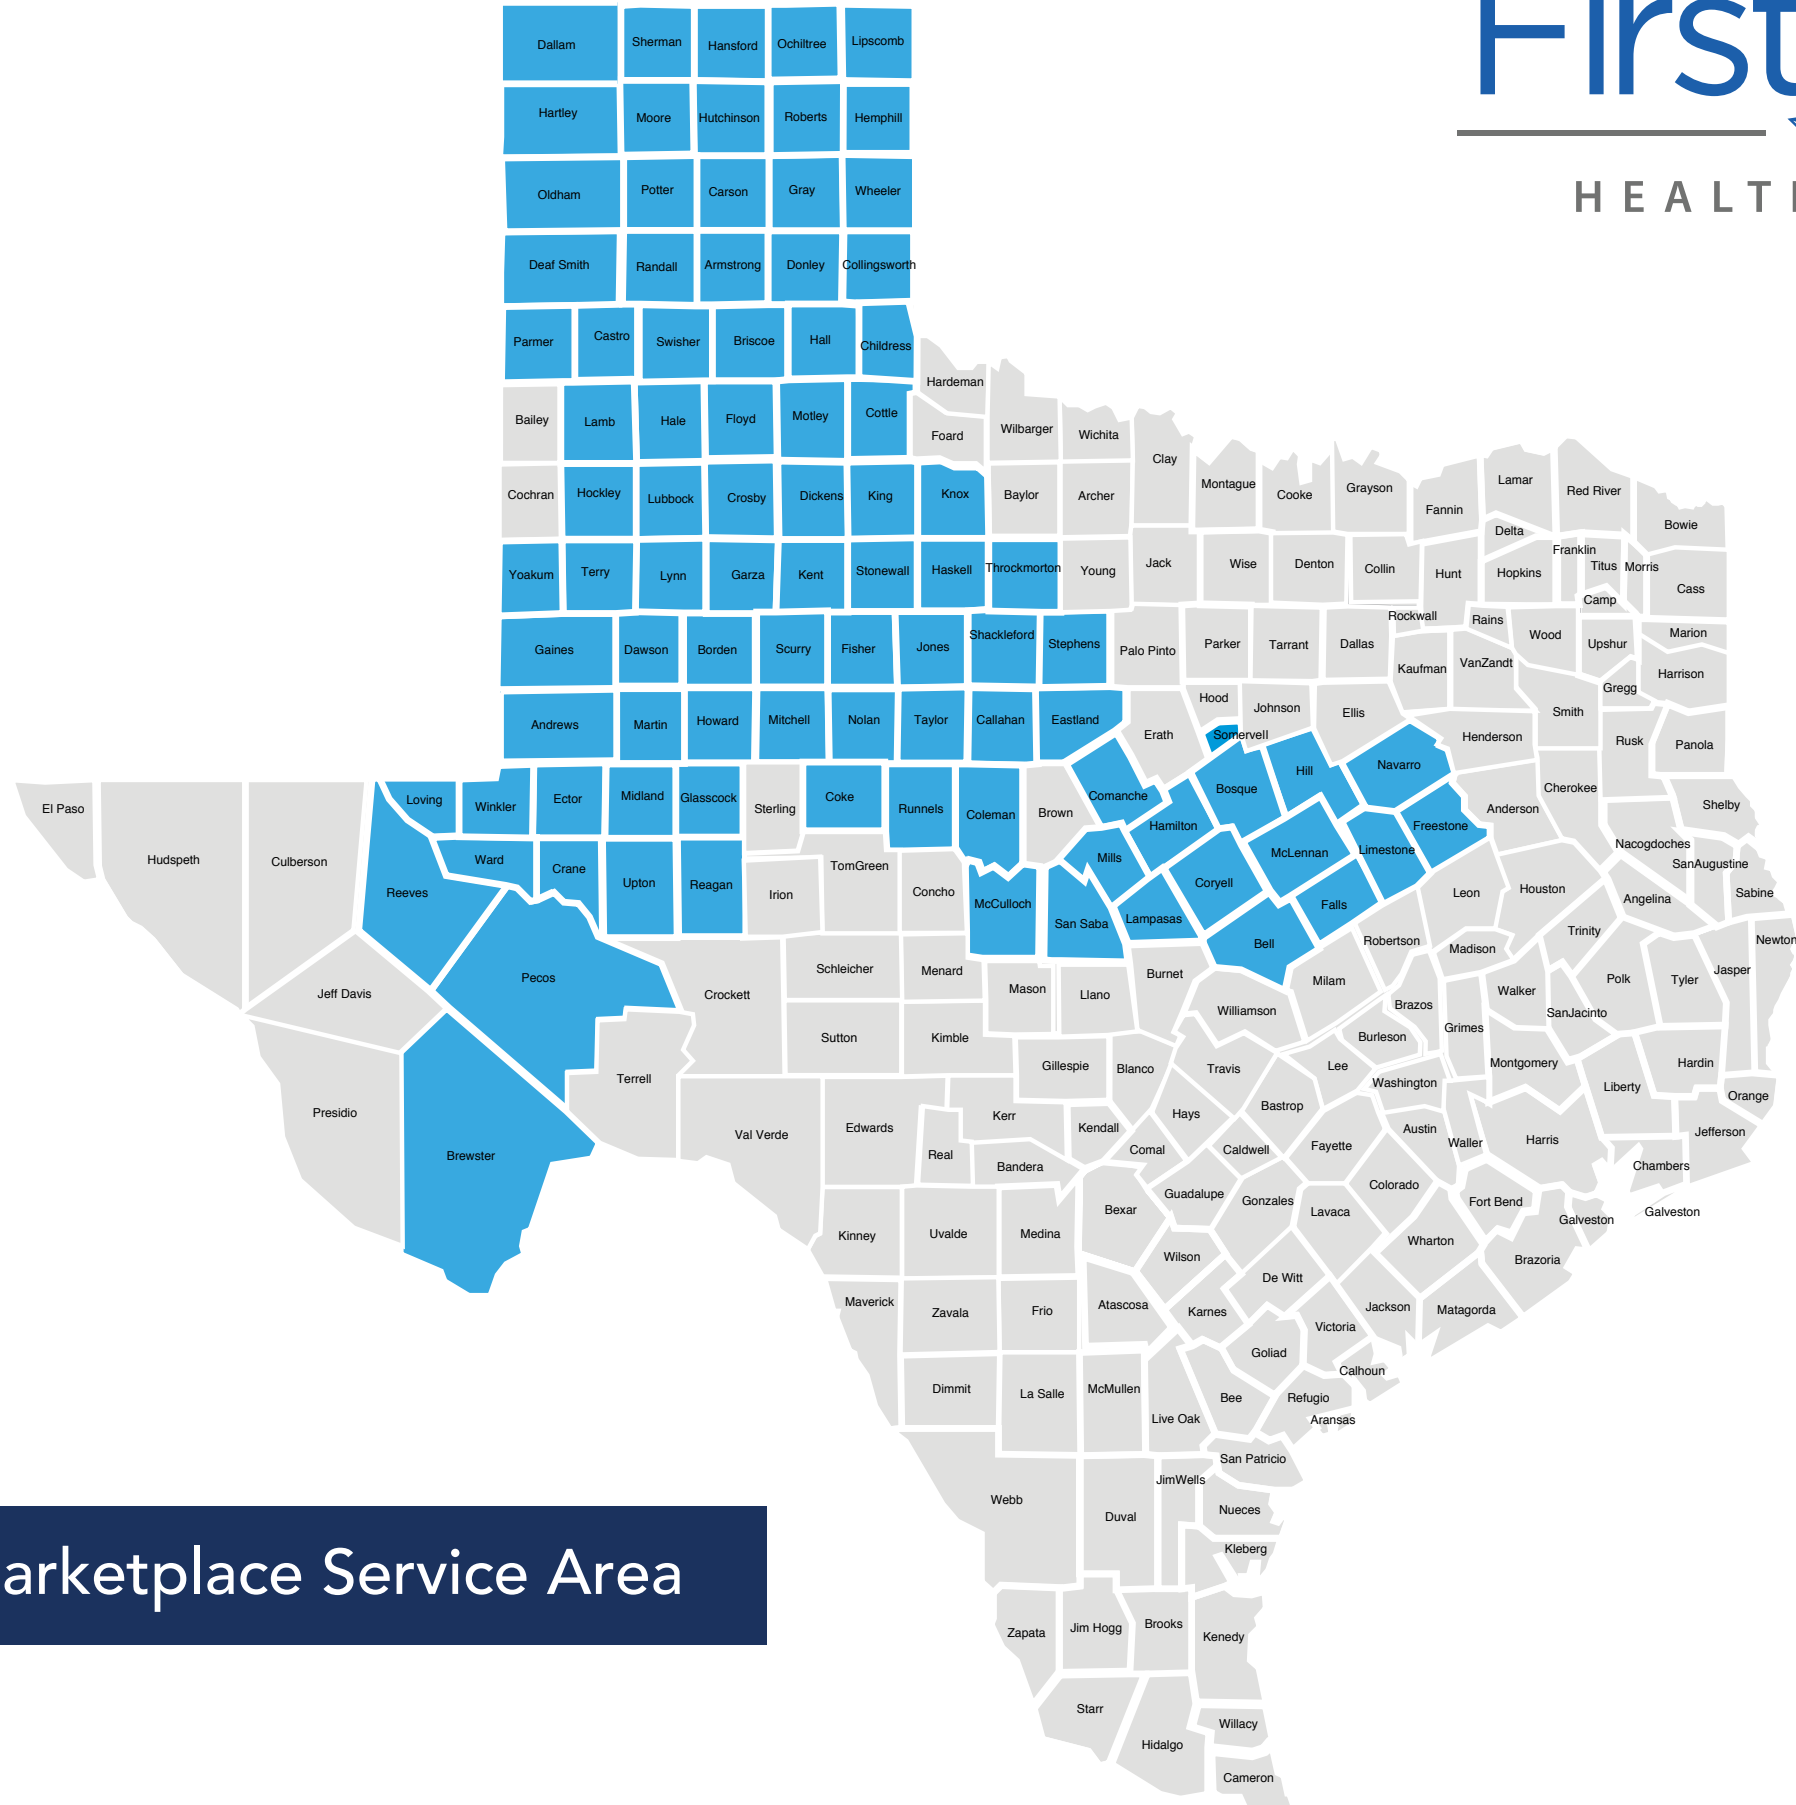 First
HEALTH
Dallam Sherman Hansford Ochiltree Lipscomb
Hartley Moore Hutchinson Roberts Hemphill
Oldham Potter Carson Gray Wheeler
Deaf Smith Randall Armstrong Donley Collingsworth
Parmer Castro Swisher Briscoe Hall Childress
Hardeman
Bailey Lamb Hale Floyd Motley Cottle Foard Wilbarger Wichita
Clay
Cochran Hockley Lubbock Crosby Dickens King Knox Baylor Archer Montague Cooke Grayson Fannin Lamar Red River
Delta Bowie
Yoakum Terry Lynn Garza Kent Stonewall Haskell Throckmorton Young Jack Wise Denton Collin Hunt Hopkins Franklin Titus Morris Cass
Camp
Gaines Dawson Borden Scurry Fisher Jones Shackleford Stephens Palo Pinto Parker Tarrant Dallas Rockwall Rains Wood Upshur Marion
Kaufman VanZandt Gregg Harrison
Andrews Martin Howard Mitchell Nolan Taylor Callahan Eastland Erath Hood Johnson Ellis Smith
Somervell Henderson Rusk Panola
El Paso Loving Winkler Ector Midland Glasscock Sterling Coke Runnels Coleman Brown Comanche Bosque Hill Navarro Anderson Cherokee Shelby
Hamilton Freestone
Hudspeth Culberson Ward Crane TomGreen Mills McLennan Limestone Nacogdoches SanAugustine
Reeves Upton Reagan Irion Concho McCulloch Coryell Falls Leon Houston Angelina Sabine
San Saba Lampasas Bell Robertson Madison Trinity Newton
Jeff Davis Pecos Crockett Schleicher Menard Mason Llano Burnet Milam Walker Polk Tyler Jasper
Williamson Brazos SanJacinto
Sutton Kimble Burleson Grimes
Terrell Gillespie Blanco Travis Lee Washington Montgomery Liberty Hardin
Presidio Val Verde Edwards Kerr Kendall Hays Bastrop Austin Waller Harris Orange
Brewster Real Bandera Comal Caldwell Fayette Jefferson
Chambers
Guadalupe Gonzales Colorado Fort Bend
Kinney Uvalde Medina Bexar Lavaca Wharton Galveston Galveston
Wilson De Witt Brazoria
Maverick Zavala Frio Atascosa Karnes Victoria Jackson Matagorda
Goliad
Dimmit La Salle McMullen Calhoun
Live Oak Bee Refugio
Aransas
San Patricio
Webb Duval JimWells Nueces
Kleberg
arketplace Service Area
Zapata Jim Hogg Brooks Kenedy
Starr Hidalgo Willacy
Cameron